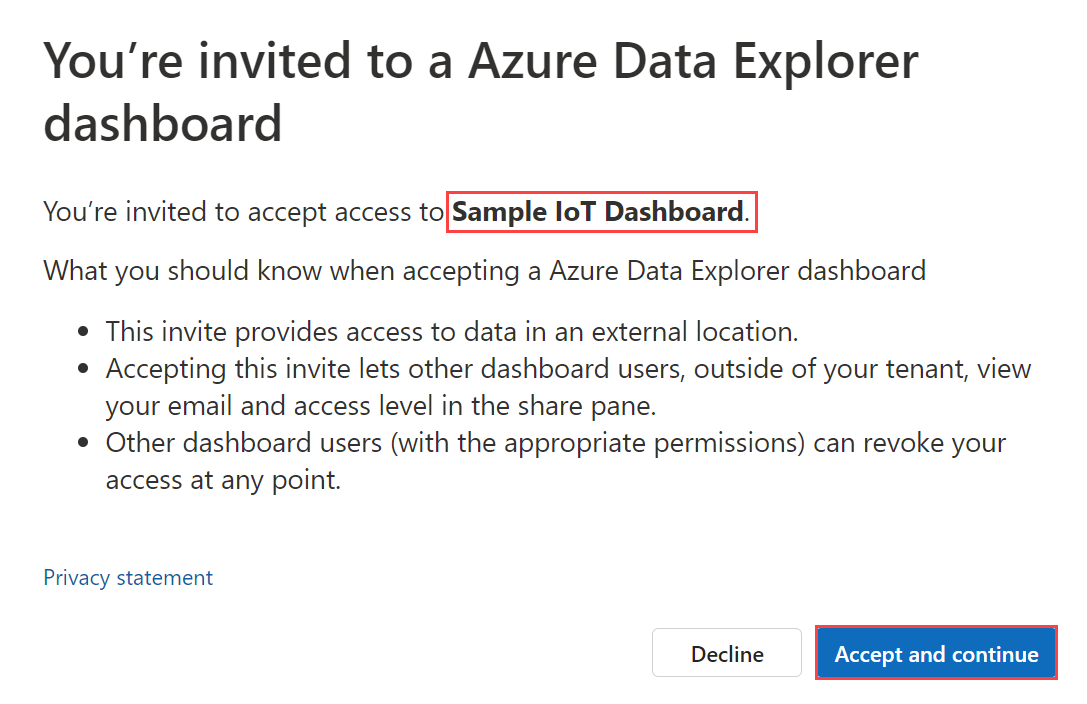 You’re invited to a Azure Data Explorer
dashboard
You’re invited to accept access to Sample IoT Dashboard.
What you should know when accepting a Azure Data Explorer dashboard
• This invite provides access to data in an external location.
• Accepting this invite lets other dashboard users, outside of your tenant, view
your email and access level in the share pane.
• Other dashboard users (with the appropriate permissions) can revoke your
access at any point.
Privacy statement
Decline
Accept and continue